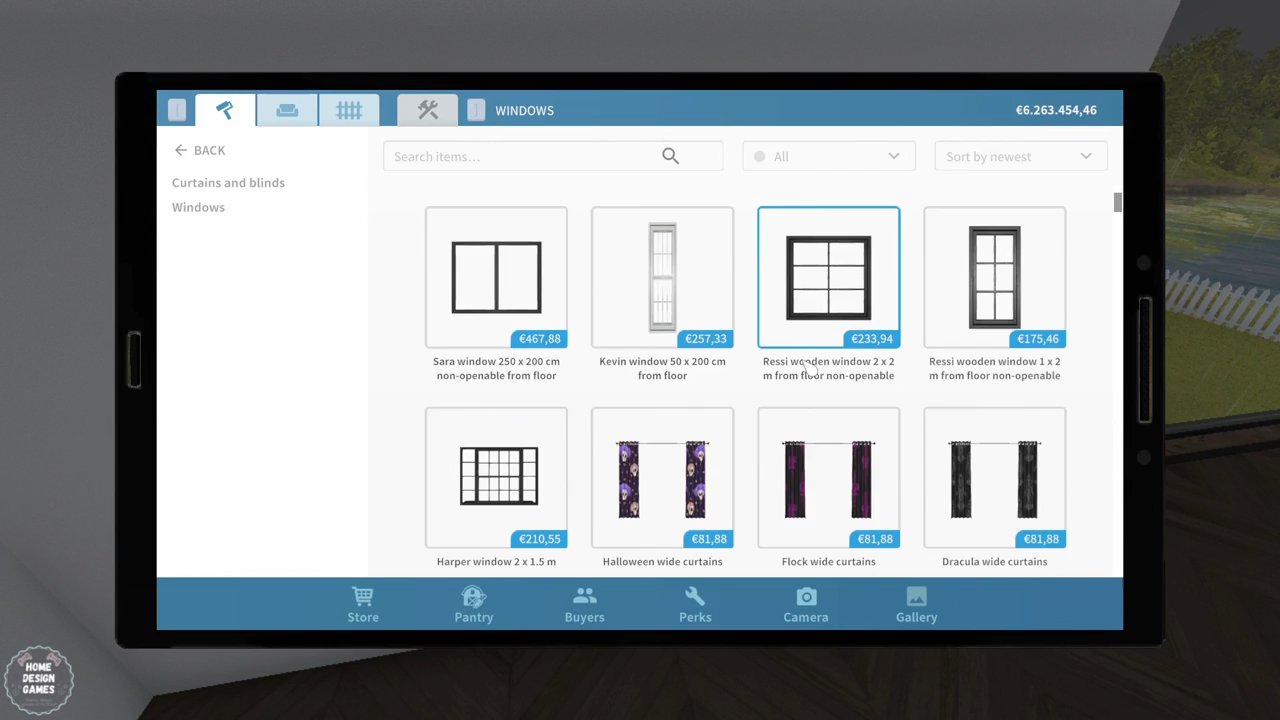 WINDOWS
€6.263.454,46
BACK
Search items...
All
Sort by newest
Curtains and blinds
Windows
€467,88
€257,33
€233,94
€175,46
Sara window 250 x 200 cm
non-openable from floor
Kevin window 50 x 200 cm
from floor
Ressi wooden window 2 x 2
m from floor non-openable
Ressi wooden window 1 x 2
m from floor non-openable
€210,55
€81,88
€81,88
€81,88
Harper window 2 x 1.5 m
Halloween wide curtains
Flock wide curtains
Dracula wide curtains
Store
Pantry
Buyers
Perks
Camera
Gallery
HOME
DESIGN
GAMES